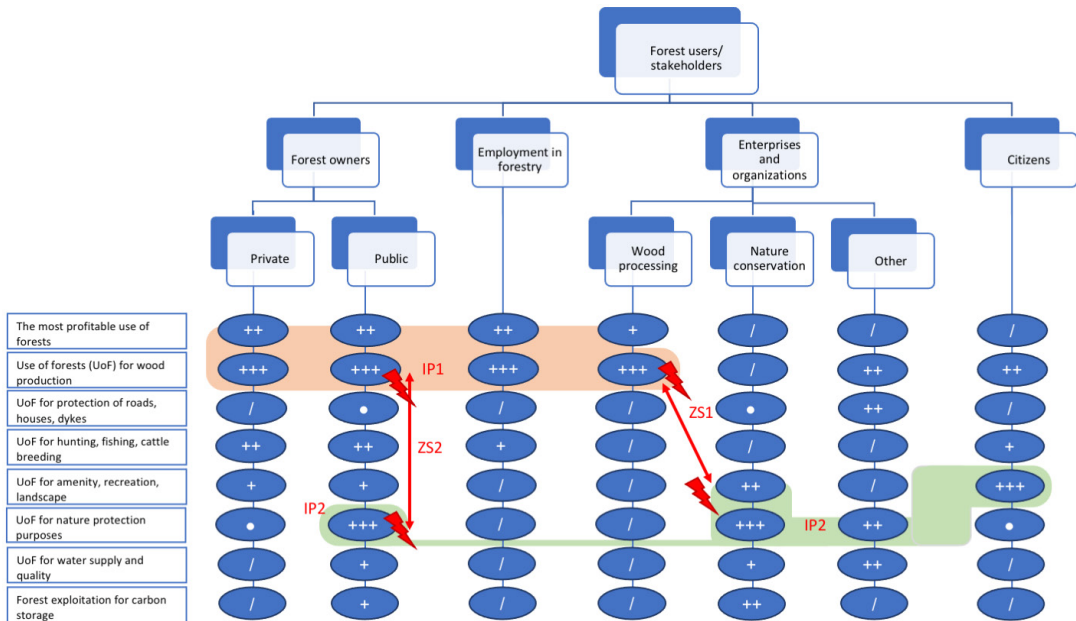 Forest users/
stakeholders
Forest owners
Employment in
forestry
Enterprises and
organizations
Citizens
Private
Public
Wood
processing
Nature
conservation
Other
The most profitable use of
forests
++ ++ ++ + / / /
Use of forests (UoF) for wood
production
+++ +++ IP1 +++ +++ / ++ ++
UoF for protection of roads,
houses, dykes
/ ● / / ● ++ /
ZS1
UoF for hunting, fishing, cattle
breeding
++ ++ + / / / +
ZS2
UoF for amenity, recreation,
landscape
+ + / / ++ / +++
IP2
UoF for nature protection
purposes
● +++ / / +++ IP2 ++ ●
UoF for water supply and
quality
/ + / / + ++ /
Forest exploitation for carbon
storage
/ + / / ++ / /